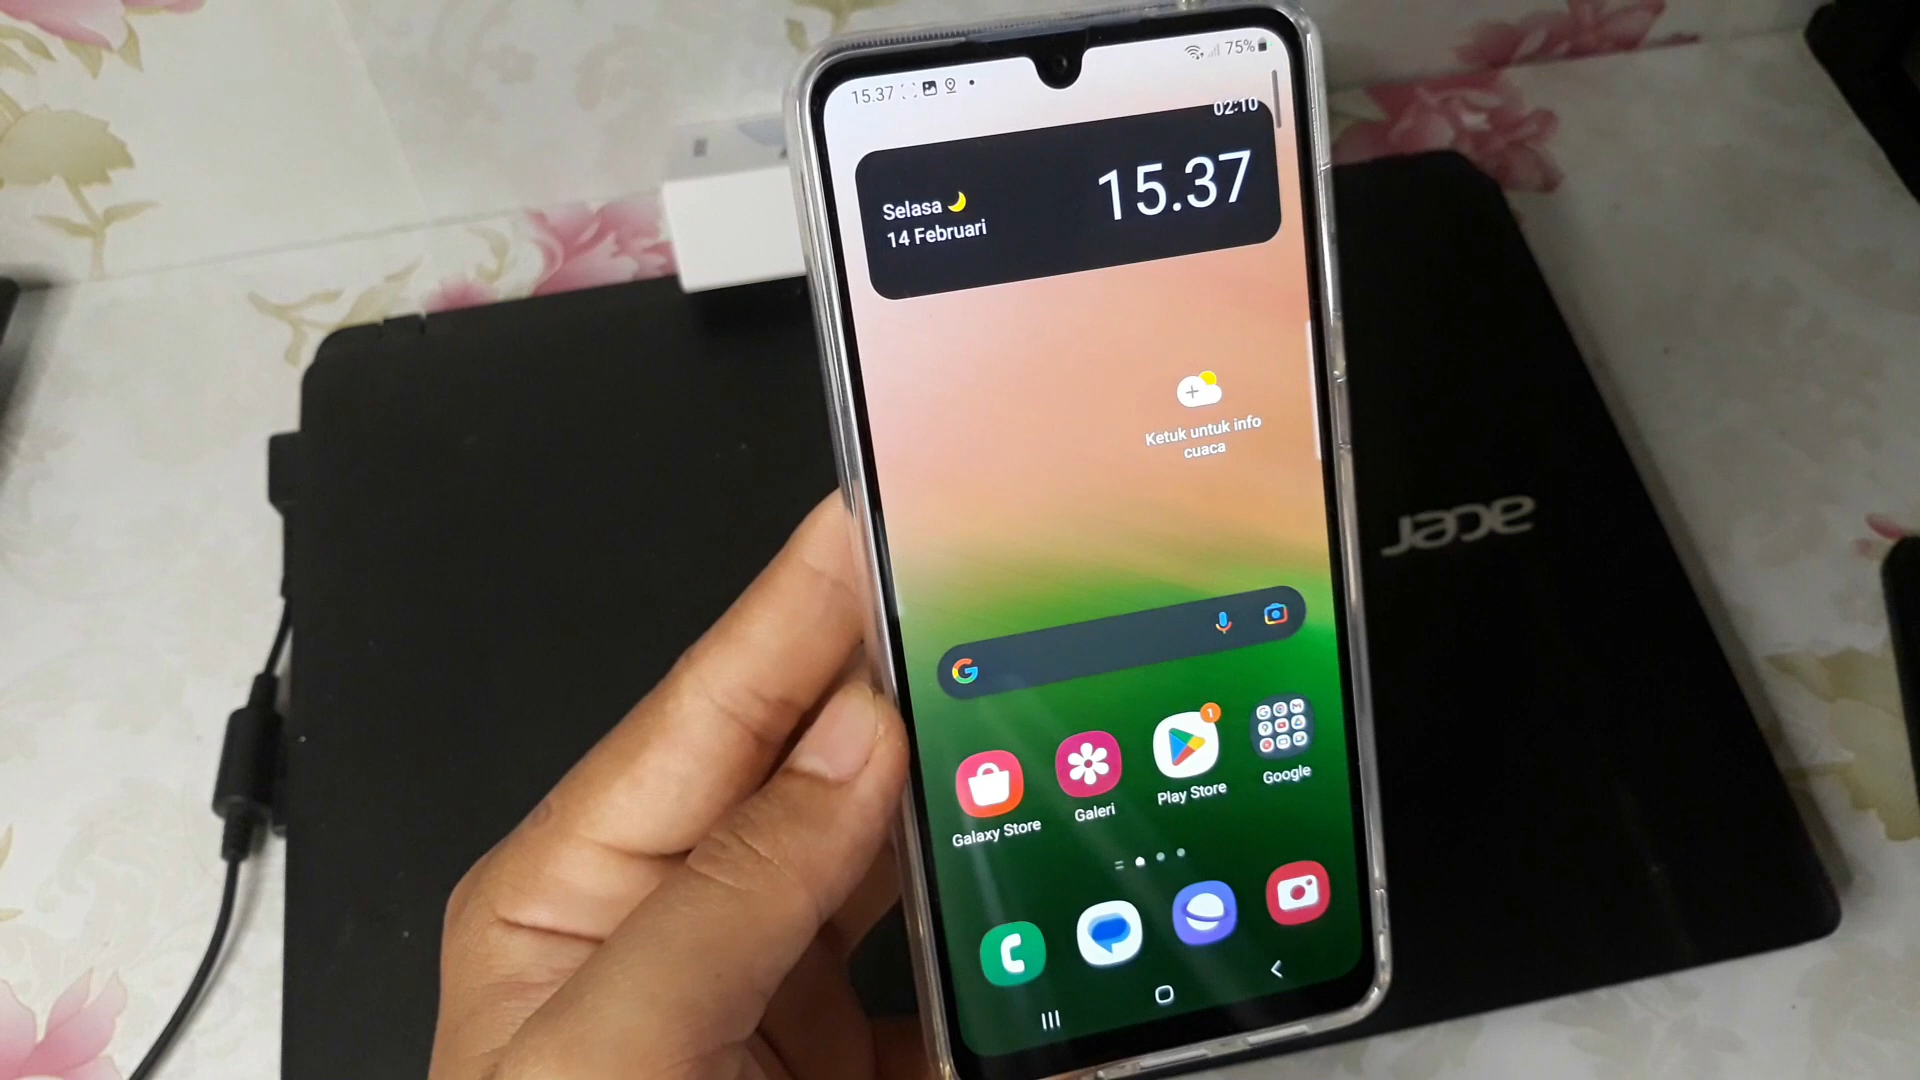 15.37
75%
02:10
Selasa
14 Februari
15.37
Ketuk untuk info
cuaca
acer
1
Galaxy Store
Galeri
Play Store
Google